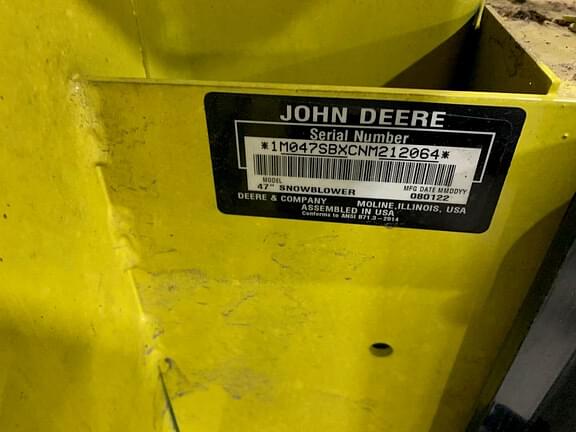 JOHN DEERE
Serial Number
*1M047SBXCNM212064*
MODEL MFG DATE MMDDYY
47" SNOWBLOWER 080122
DEERE & COMPANY MOLINE, ILLINOIS, USA
ASSEMBLED IN USA
Conforms to ANSI B71.3-2014